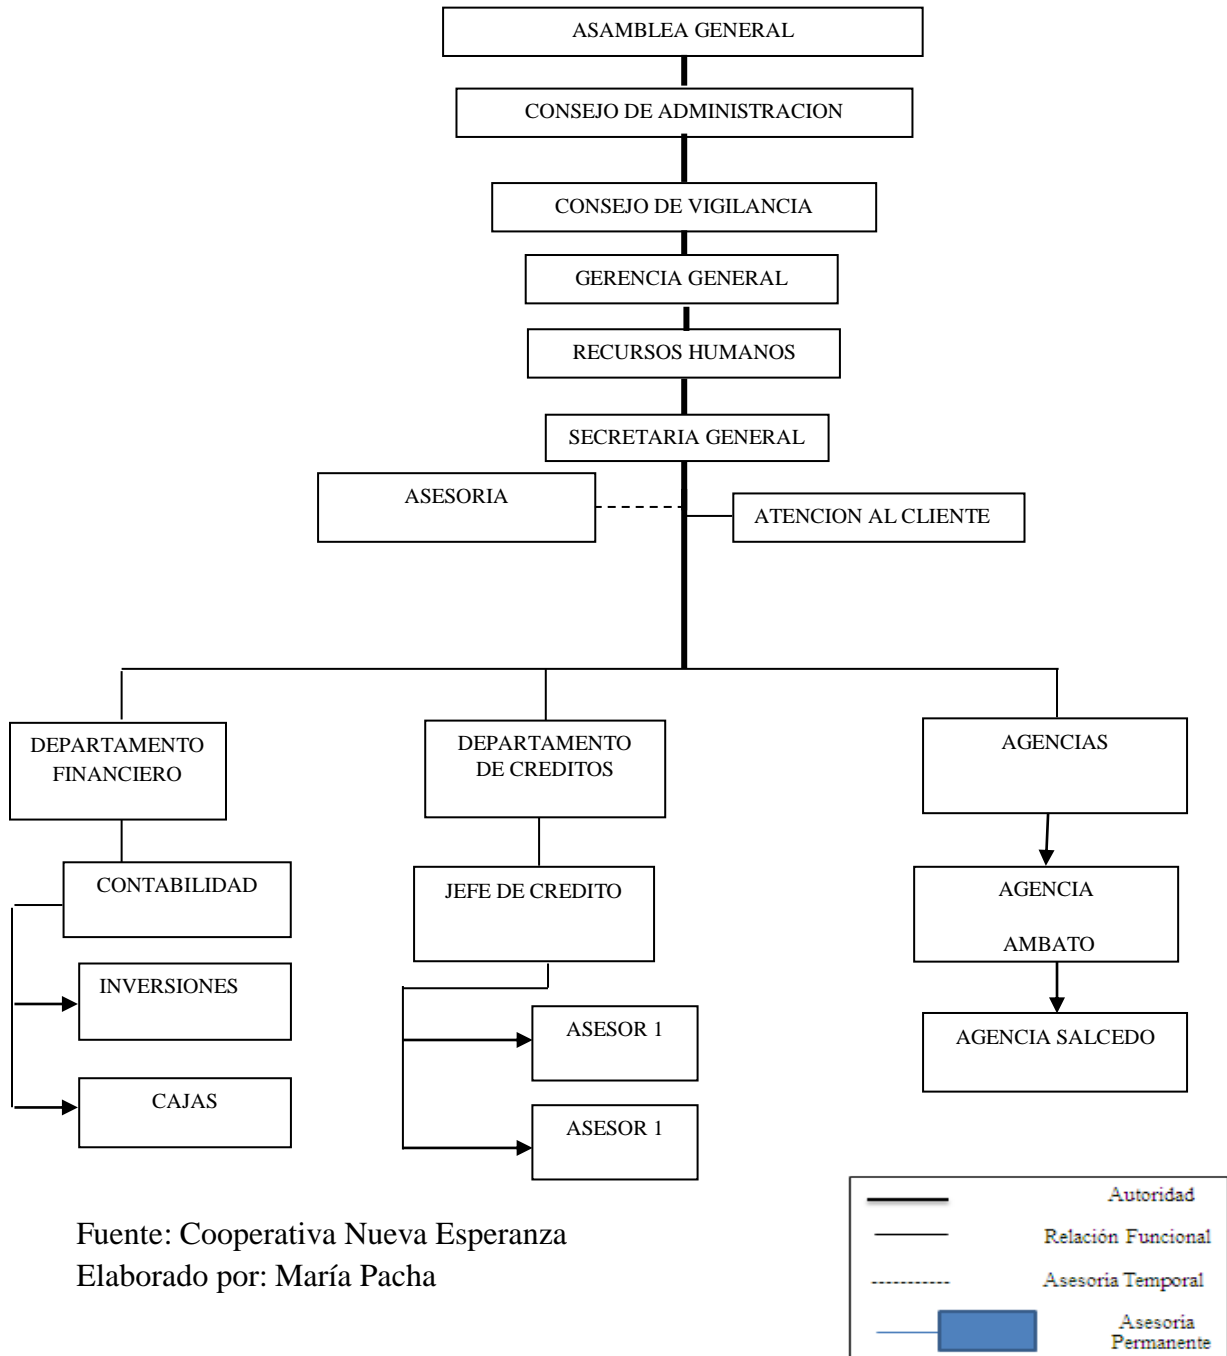 ASAMBLEA GENERAL
CONSEJO DE ADMINISTRACION
CONSEJO DE VIGILANCIA
GERENCIA GENERAL
RECURSOS HUMANOS
SECRETARIA GENERAL
ASESORIA
ATENCION AL CLIENTE
DEPARTAMENTO
FINANCIERO
DEPARTAMENTO
DE CREDITOS
AGENCIAS
CONTABILIDAD
JEFE DE CREDITO
AGENCIA
AMBATO
INVERSIONES
ASESOR 1
AGENCIA SALCEDO
CAJAS
ASESOR 1
Fuente: Cooperativa Nueva Esperanza
Elaborado por: María Pacha
Autoridad
Relación Funcional
Asesoria Temporal
Asesoria
Permanente